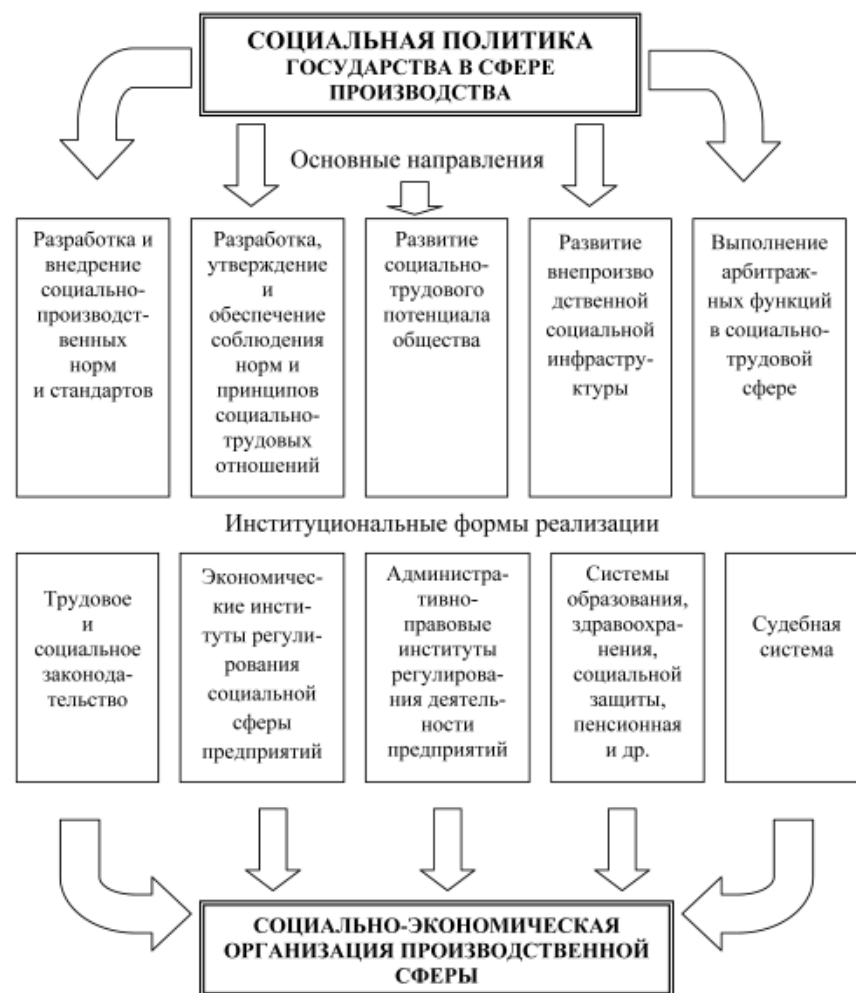 СОЦИАЛЬНАЯ ПОЛИТИКА
ГОСУДАРСТВА В СФЕРЕ
ПРОИЗВОДСТВА
Основные направления
Разработка и
внедрение
социально-
производст-
венных
норм
и стандартов
Разработка,
утверждение
и
обеспечение
соблюдения
норм и
принципов
социально-
трудовых
отношений
Развитие
социально-
трудового
потенциала
общества
Развитие
внепроизво
дственной
социальной
инфрастру-
ктуры
Выполнение
арбитраж-
ных функций
в социально-
трудовой
сфере
Институциональные формы реализации
Трудовое
и
социальное
законода-
тельство
Экономичес-
кие инсти-
туты регули-
рования
социальной
сферы
предприятий
Администра-
тивно-
правовые
институты
регулирова-
ния деятель-
ности
предприятий
Системы
образования,
здравоохра-
нения,
социальной
защиты,
пенсионная
и др.
Судебная
система
СОЦИАЛЬНО-ЭКОНОМИЧЕСКАЯ
ОРГАНИЗАЦИЯ ПРОИЗВОДСТВЕННОЙ
СФЕРЫ